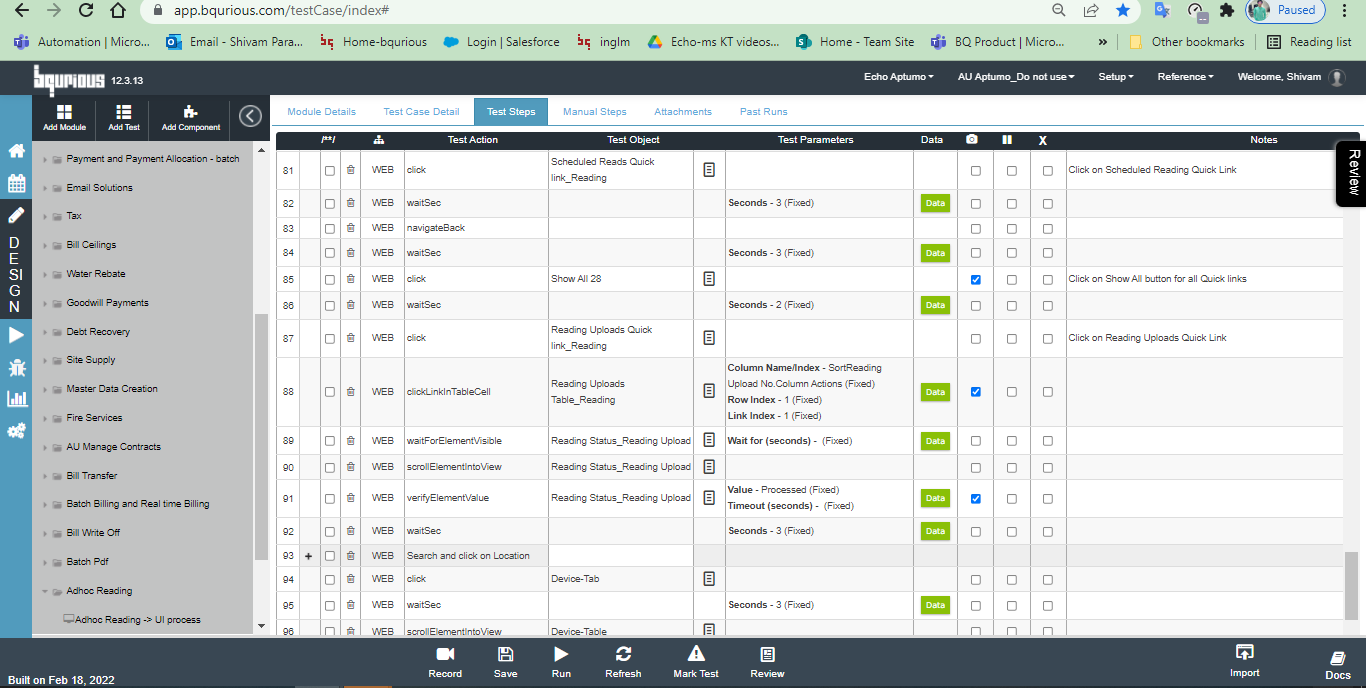 app.bqurious.com/testCase/index#
Paused
Automation | Micro...
Email - Shivam Para...
Home-bqurious
Login | Salesforce
inglm
Echo-ms KT videos...
Home - Team Site
BQ Product | Micro...
»
Other bookmarks
Reading list
bqurious 12.3.13
Echo Aptumo
AU Aptumo_Do not use
Setup
Reference
Welcome, Shivam
Add Module
Add Test
Add Component
Module Details
Test Case Detail
Test Steps
Manual Steps
Attachments
Past Runs
DESIGN
Payment and Payment Allocation - batch
Email Solutions
Tax
Bill Ceilings
Water Rebate
Goodwill Payments
Debt Recovery
Site Supply
Master Data Creation
Fire Services
AU Manage Contracts
Bill Transfer
Batch Billing and Real time Billing
Bill Write Off
Batch Pdf
Adhoc Reading
Adhoc Reading -> UI process
/**/ Test Action Test Object Test Parameters Data X Notes
81 WEB click Scheduled Reads Quick
link_Reading
Click on Scheduled Reading Quick Link
82 WEB waitSec Seconds - 3 (Fixed) Data
83 WEB navigateBack
84 WEB waitSec Seconds - 3 (Fixed) Data
85 WEB click Show All 28 Click on Show All button for all Quick links
86 WEB waitSec Seconds - 2 (Fixed) Data
87 WEB click Reading Uploads Quick
link_Reading
Click on Reading Uploads Quick Link
88 WEB clickLinkInTableCell Reading Uploads
Table_Reading
Column Name/Index - SortReading
Upload No.Column Actions (Fixed)
Row Index - 1 (Fixed)
Link Index - 1 (Fixed)
Data
89 WEB waitForElementVisible Reading Status_Reading Upload Wait for (seconds) - (Fixed) Data
90 WEB scrollElementIntoView Reading Status_Reading Upload
91 WEB verifyElementValue Reading Status_Reading Upload Value - Processed (Fixed)
Timeout (seconds) - (Fixed)
Data
92 WEB waitSec Seconds - 3 (Fixed) Data
93 + WEB Search and click on Location
94 WEB click Device-Tab
95 WEB waitSec Seconds - 3 (Fixed) Data
96 WEB scrollElementIntoView Device-Table
Review
Record
Save
Run
Refresh
Mark Test
Review
Import
Docs
Built on Feb 18, 2022